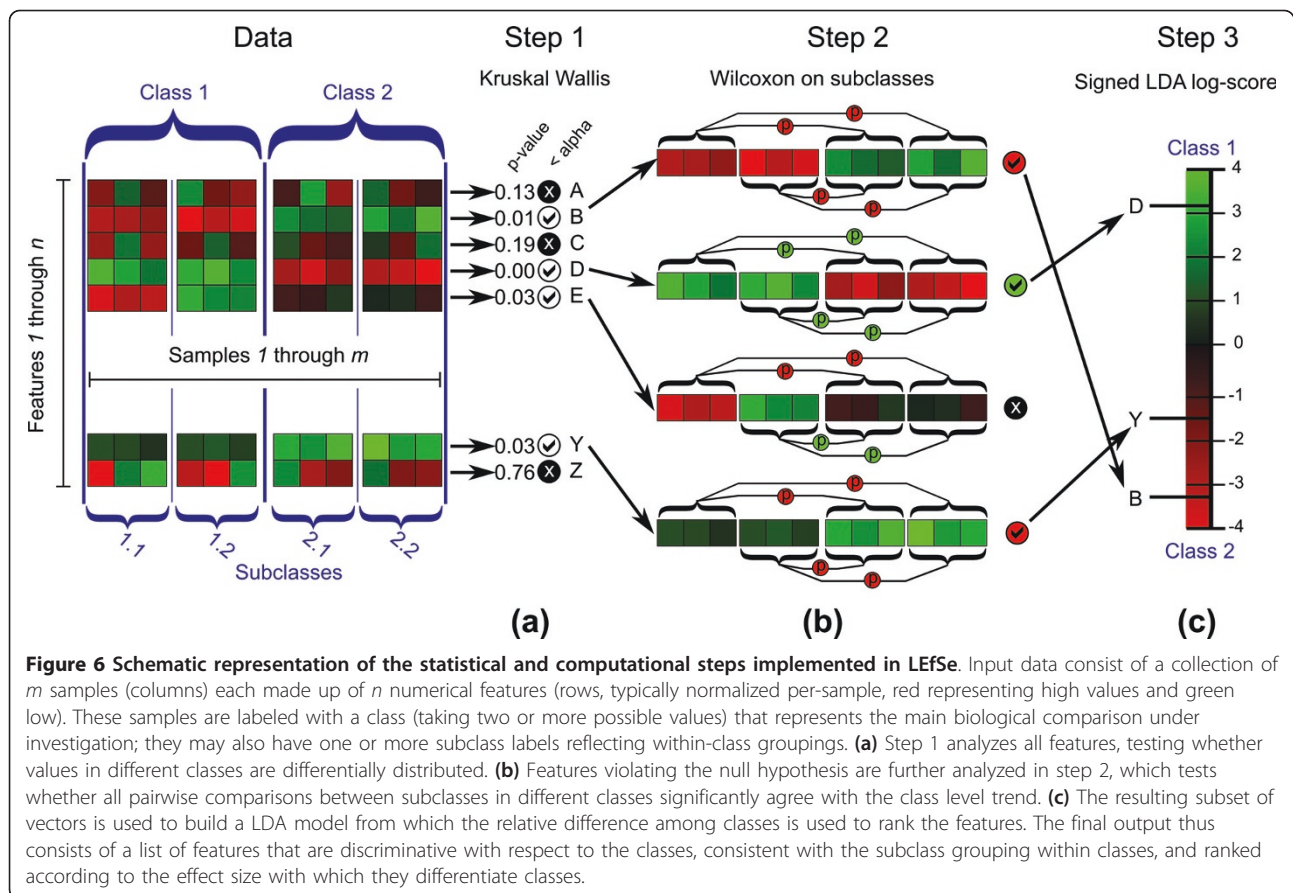 Data
Step 1
Step 2
Step 3
Class 1
Class 2
Kruskal Wallis
Wilcoxon on subclasses
Signed LDA log-score
p-value
< alpha
Features 1 through n
Samples 1 through m
0.13 X A
0.01 B
0.19 X C
0.00 D
0.03 E
0.03 Y
0.76 X Z
1.1
1.2
2.1
2.2
Subclasses
p
p
p
p
p
p
p
p
p
p
p
p
X
p
p
p
p
Class 1
D
Y
B
4
3
2
1
0
-1
-2
-3
-4
Class 2
(a)
(b)
(c)
Figure 6 Schematic representation of the statistical and computational steps implemented in LEfSe. Input data consist of a collection of
m samples (columns) each made up of n numerical features (rows, typically normalized per-sample, red representing high values and green
low). These samples are labeled with a class (taking two or more possible values) that represents the main biological comparison under
investigation; they may also have one or more subclass labels reflecting within-class groupings. (a) Step 1 analyzes all features, testing whether
values in different classes are differentially distributed. (b) Features violating the null hypothesis are further analyzed in step 2, which tests
whether all pairwise comparisons between subclasses in different classes significantly agree with the class level trend. (c) The resulting subset of
vectors is used to build a LDA model from which the relative difference among classes is used to rank the features. The final output thus
consists of a list of features that are discriminative with respect to the classes, consistent with the subclass grouping within classes, and ranked
according to the effect size with which they differentiate classes.